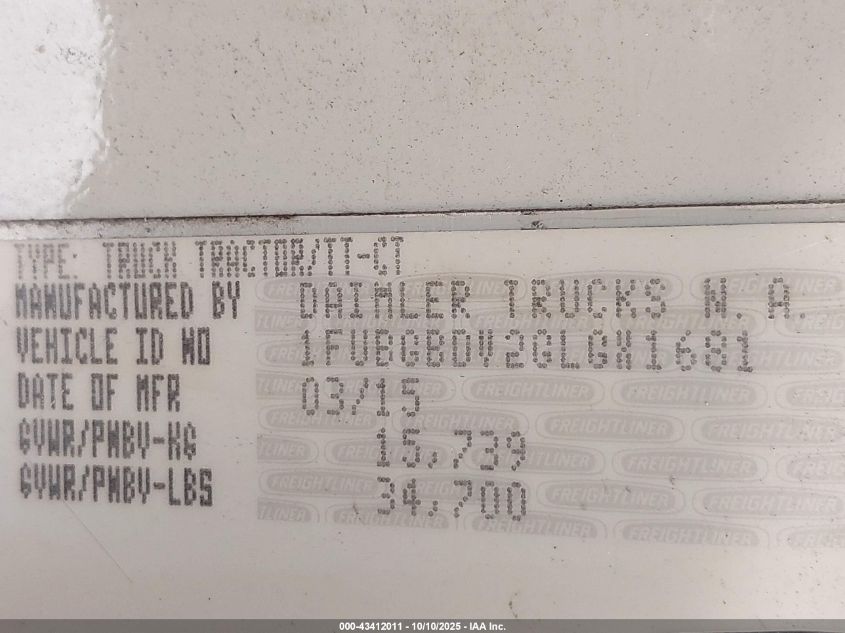 TYPE: TRUCK TRACTOR/TT-CT
MANUFACTURED BY DAIMLER TRUCKS N.A.
VEHICLE ID NO 1FUBGBDV2GLGX1681
DATE OF MFR 03/15
GVWR/PNBV-KG 15,739
GVWR/PNBV-LBS 34,700
FREIGHTLINER
000-43412011 - 10/10/2025 - IAA Inc.